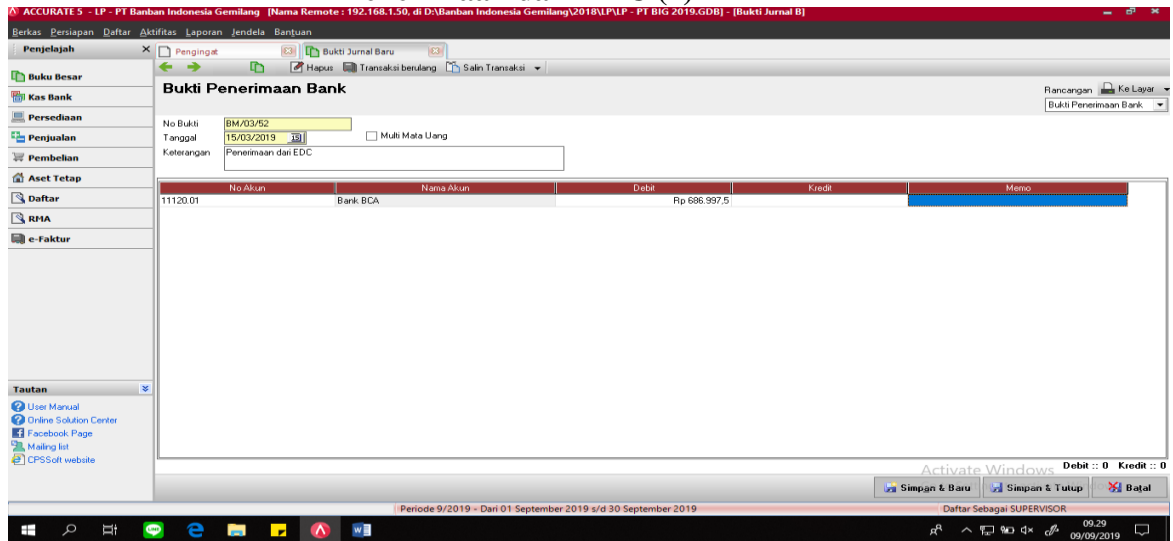 ACCURATE 5 - LP - PT Banban Indonesia Gemilang [Nama Remote : 192.168.1.50, di D:\Banban Indonesia Gemilang\2018\LP\LP - PT BIG 2019.GDB] - [Bukti Jurnal B]
Berkas Persiapan Daftar Aktifitas Laporan Jendela Bantuan
Penjelajah
Pengingat Bukti Jurnal Baru
Hapus Transaksi berulang Salin Transaksi
Buku Besar
Kas Bank
Persediaan
Penjualan
Pembelian
Aset Tetap
Daftar
RMA
e-Faktur
Bukti Penerimaan Bank
Rancangan Ke Layar
Bukti Penerimaan Bank
No Bukti BM/03/52
Tanggal 15/03/2019 15 Multi Mata Uang
Keterangan Penerimaan dari EDC
No Akun Nama Akun Debit Kredit Memo
11120.01 Bank BCA Rp 686.997,5
Tautan
User Manual
Online Solution Center
Facebook Page
Mailing list
CPSSoft website
Activate Windows
Debit :: 0 Kredit :: 0
Simpan & Baru Simpan & Tutup Batal
Periode 9/2019 - Dari 01 September 2019 s/d 30 September 2019 Daftar Sebagai SUPERVISOR
09.29
09/09/2019